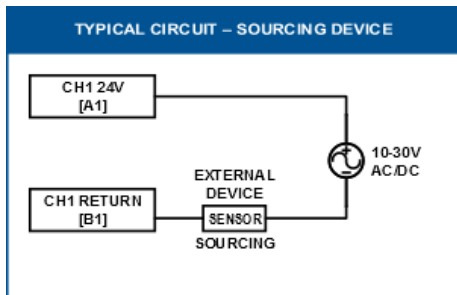 TYPICAL CIRCUIT – SOURCING DEVICE
CH1 24V
[A1]
10-30V
AC/DC
EXTERNAL
DEVICE
CH1 RETURN
[B1]
SENSOR
SOURCING